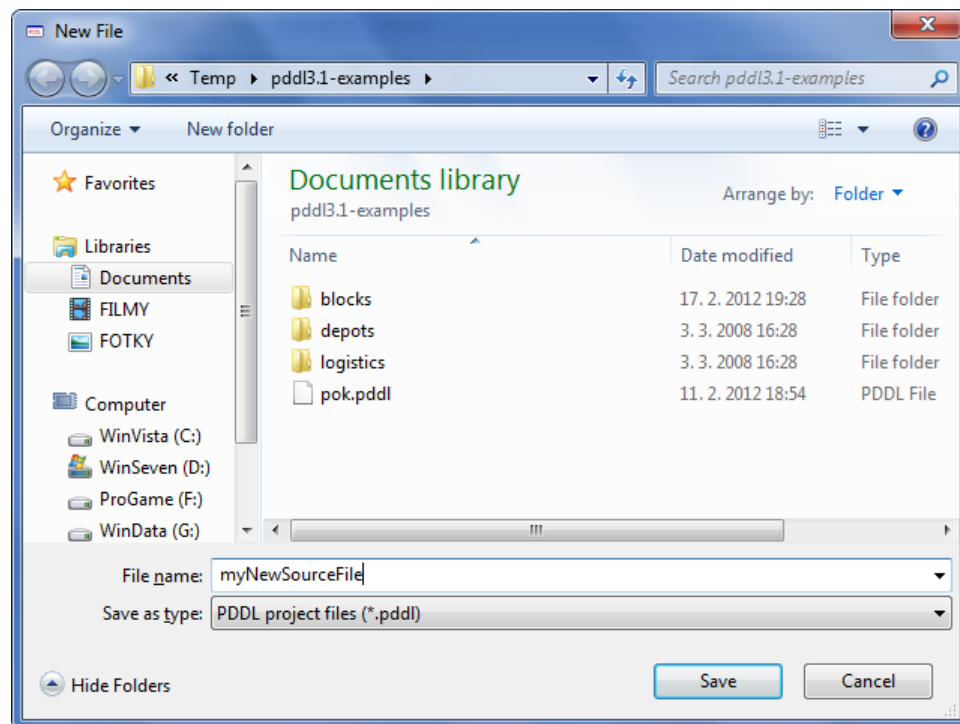 New File
« Temp ▸ pddl3.1-examples ▸
Search pddl3.1-examples
Organize
New folder
Favorites
Libraries
Documents
FILMY
FOTKY
Computer
WinVista (C:)
WinSeven (D:)
ProGame (F:)
WinData (G:)
Documents library
pddl3.1-examples
Arrange by: Folder
Name Date modified Type
blocks 17. 2. 2012 19:28 File folder
depots 3. 3. 2008 16:28 File folder
logistics 3. 3. 2008 16:28 File folder
pok.pddl 11. 2. 2012 18:54 PDDL File
File name: myNewSourceFile
Save as type: PDDL project files (*.pddl)
Hide Folders
Save
Cancel